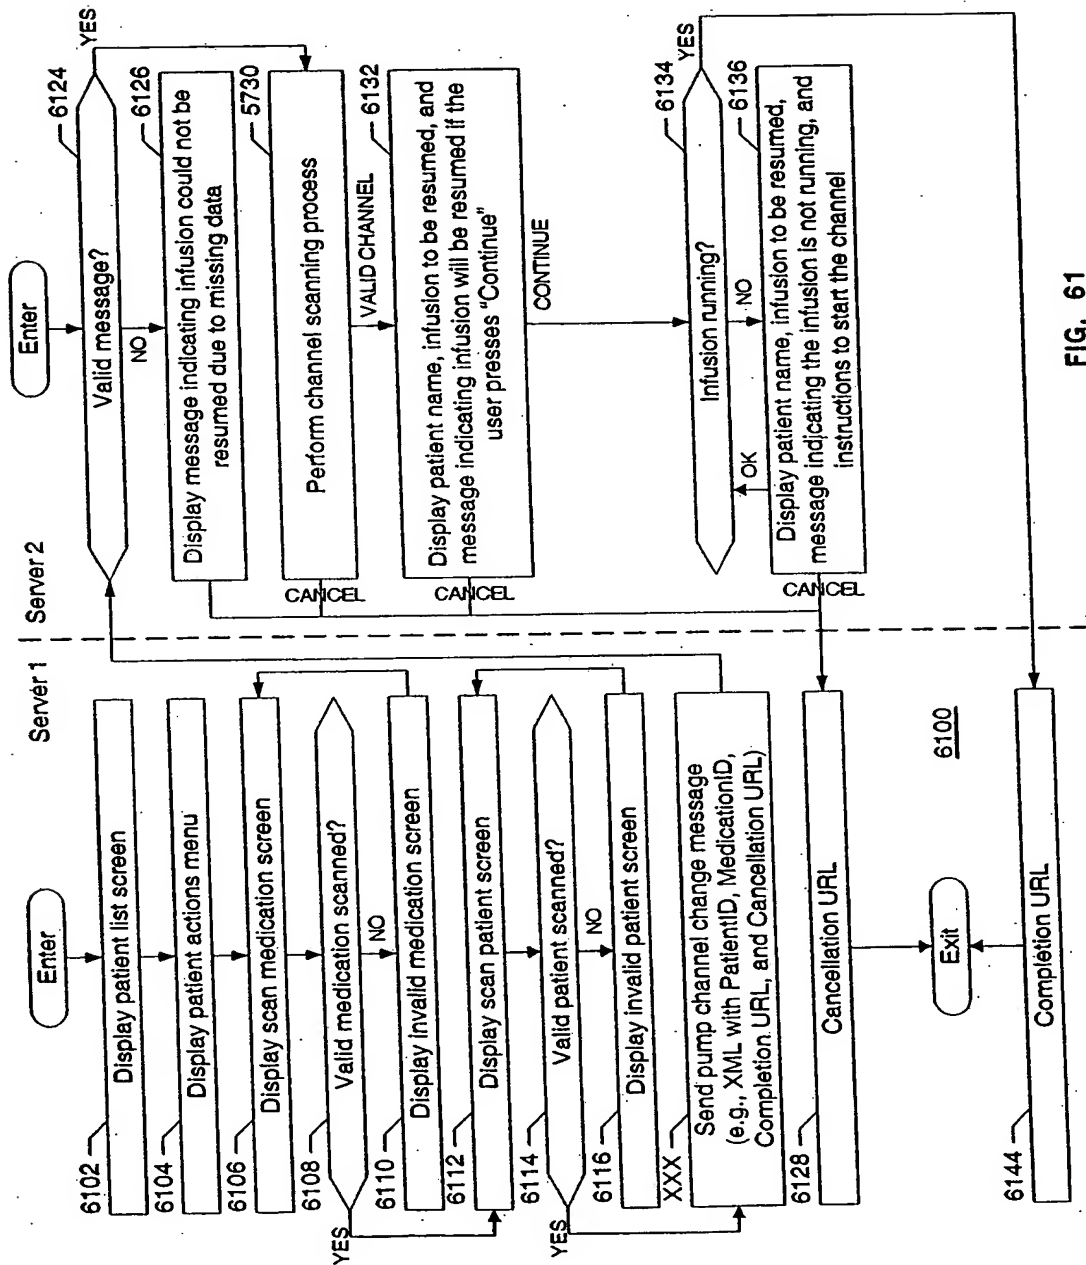 Server 1
Enter
6102
Display patient list screen
6104
Display patient actions menu
6106
Display scan medication screen
6108
Valid medication scanned?
YES
NO
6110
Display invalid medication screen
6112
Display scan patient screen
6114
Valid patient scanned?
YES
NO
6116
Display invalid patient screen
XXX
Send pump channel change message
(e.g., XML with PatientID, MedicationID,
Completion URL, and Cancellation URL)
6128
Cancellation URL
Exit
6100
6144
Completion URL
Server 2
Enter
6124
Valid message?
YES
NO
6126
Display message indicating infusion could not be
resumed due to missing data
5730
Perform channel scanning process
CANCEL
VALID CHANNEL
6132
Display patient name, infusion to be resumed, and
message indicating infusion will be resumed if the
user presses "Continue"
CANCEL
CONTINUE
6134
Infusion running?
YES
OK
NO
6136
Display patient name, infusion to be resumed,
message indicating the infusion is not running, and
instructions to start the channel
CANCEL
FIG. 61